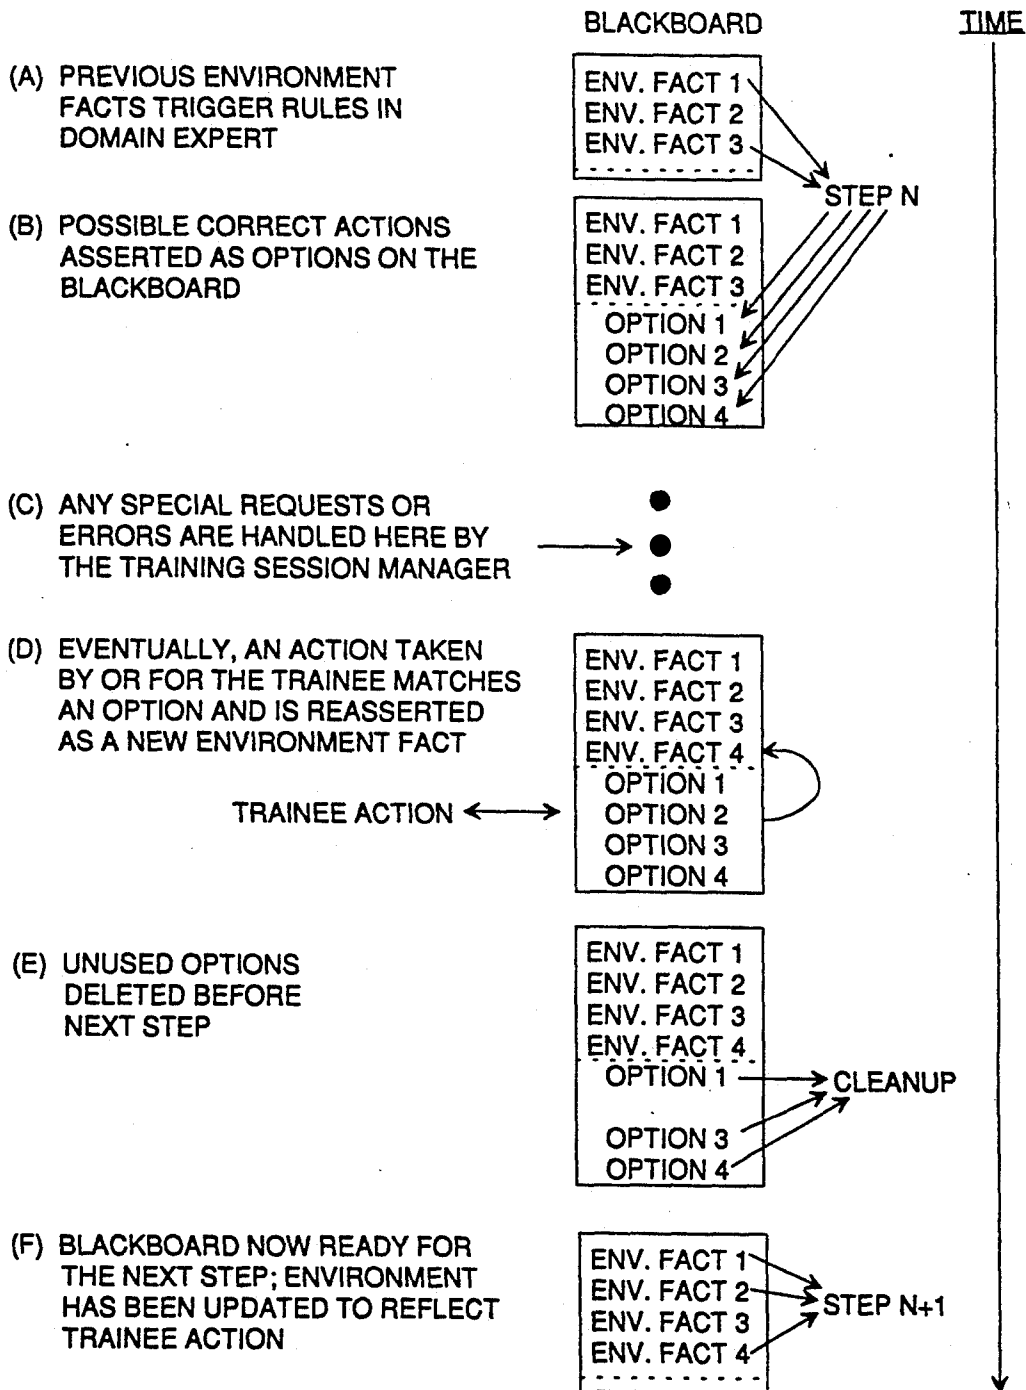 BLACKBOARD
TIME
(A) PREVIOUS ENVIRONMENT
FACTS TRIGGER RULES IN
DOMAIN EXPERT
ENV. FACT 1
ENV. FACT 2
ENV. FACT 3
STEP N
(B) POSSIBLE CORRECT ACTIONS
ASSERTED AS OPTIONS ON THE
BLACKBOARD
ENV. FACT 1
ENV. FACT 2
ENV. FACT 3
OPTION 1
OPTION 2
OPTION 3
OPTION 4
(C) ANY SPECIAL REQUESTS OR
ERRORS ARE HANDLED HERE BY
THE TRAINING SESSION MANAGER
(D) EVENTUALLY, AN ACTION TAKEN
BY OR FOR THE TRAINEE MATCHES
AN OPTION AND IS REASSERTED
AS A NEW ENVIRONMENT FACT
ENV. FACT 1
ENV. FACT 2
ENV. FACT 3
ENV. FACT 4
OPTION 1
OPTION 2
OPTION 3
OPTION 4
TRAINEE ACTION
(E) UNUSED OPTIONS
DELETED BEFORE
NEXT STEP
ENV. FACT 1
ENV. FACT 2
ENV. FACT 3
ENV. FACT 4
OPTION 1
OPTION 3
OPTION 4
CLEANUP
(F) BLACKBOARD NOW READY FOR
THE NEXT STEP; ENVIRONMENT
HAS BEEN UPDATED TO REFLECT
TRAINEE ACTION
ENV. FACT 1
ENV. FACT 2
ENV. FACT 3
ENV. FACT 4
STEP N+1